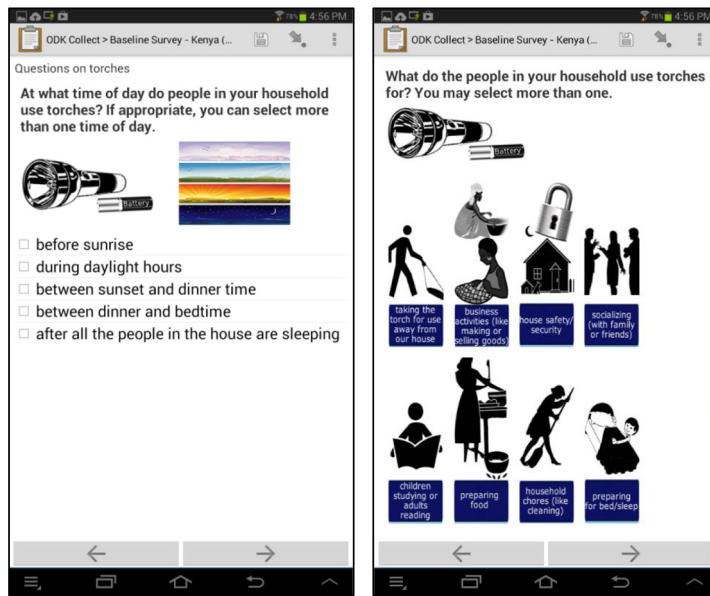 78% 4:56 PM
ODK Collect > Baseline Survey - Kenya (...
Questions on torches
At what time of day do people in your household
use torches? If appropriate, you can select more
than one time of day.
Battery
before sunrise
during daylight hours
between sunset and dinner time
between dinner and bedtime
after all the people in the house are sleeping
78% 4:56 PM
ODK Collect > Baseline Survey - Kenya (...
What do the people in your household use torches
for? You may select more than one.
Battery
taking the
torch for use
away from
our house
business
activities (like
making or
selling goods)
house safety/
security
socializing
(with family
or friends)
children
studying or
adults
reading
preparing
food
household
chores (like
cleaning)
preparing
for bed/sleep